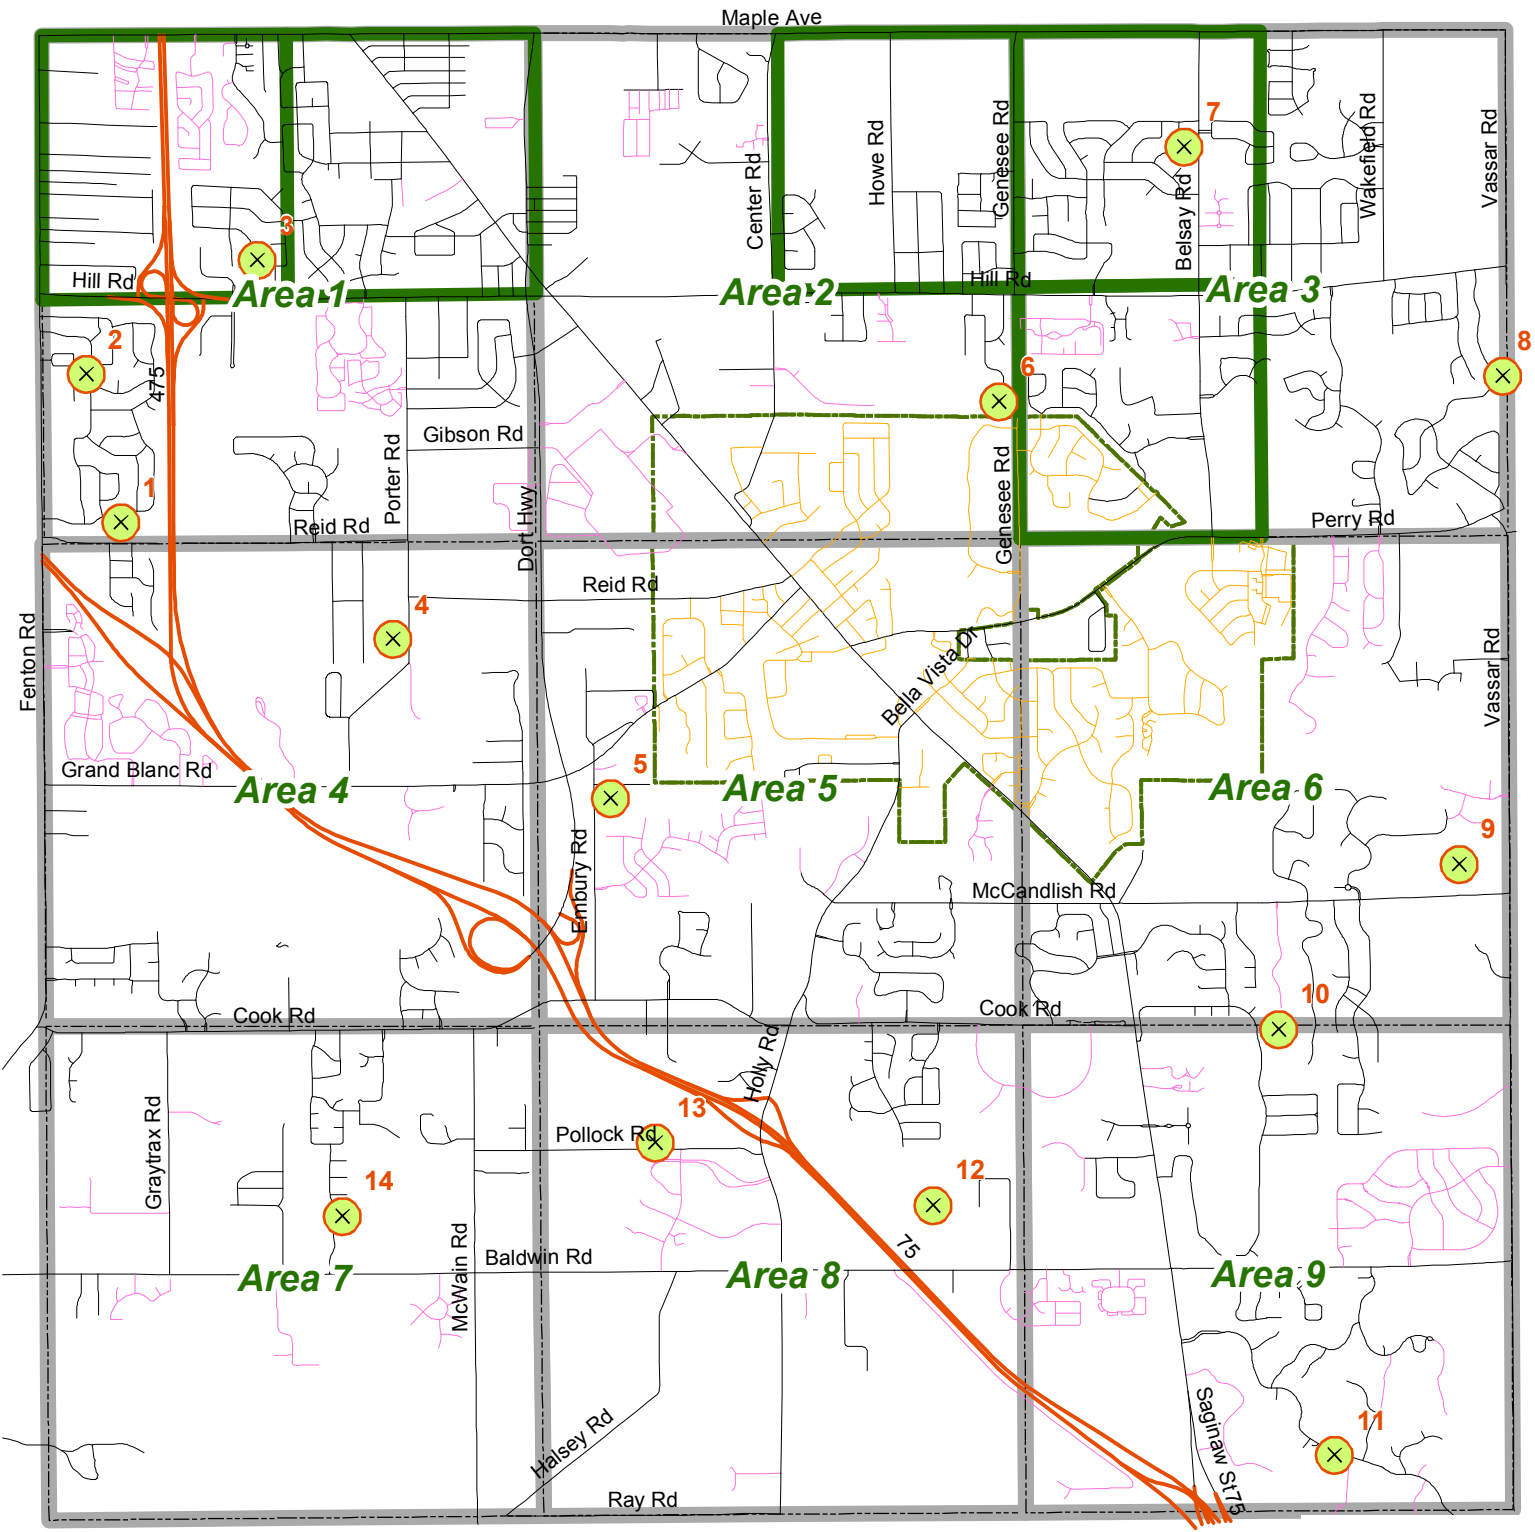 Maple Ave
Center Rd
Howe Rd
Genesee Rd
Belsay Rd
Wakefield Rd
Vassar Rd
7
3
Hill Rd
Area 1
Area 2
Hill Rd
Area 3
2
475
6
8
Gibson Rd
Porter Rd
1
Reid Rd
Dort Hwy
Genesee Rd
Perry Rd
Reid Rd
4
Fenton Rd
Bella Vista Dr
Vassar Rd
Grand Blanc Rd
Area 4
5
Area 5
Area 6
9
Embury Rd
McCandlish Rd
10
Cook Rd
Cook Rd
Holly Rd
13
Graytrax Rd
Pollock Rd
14
12
75
McWain Rd
Baldwin Rd
Area 7
Area 8
Area 9
Halsey Rd
Saginaw St
11
Ray Rd
75